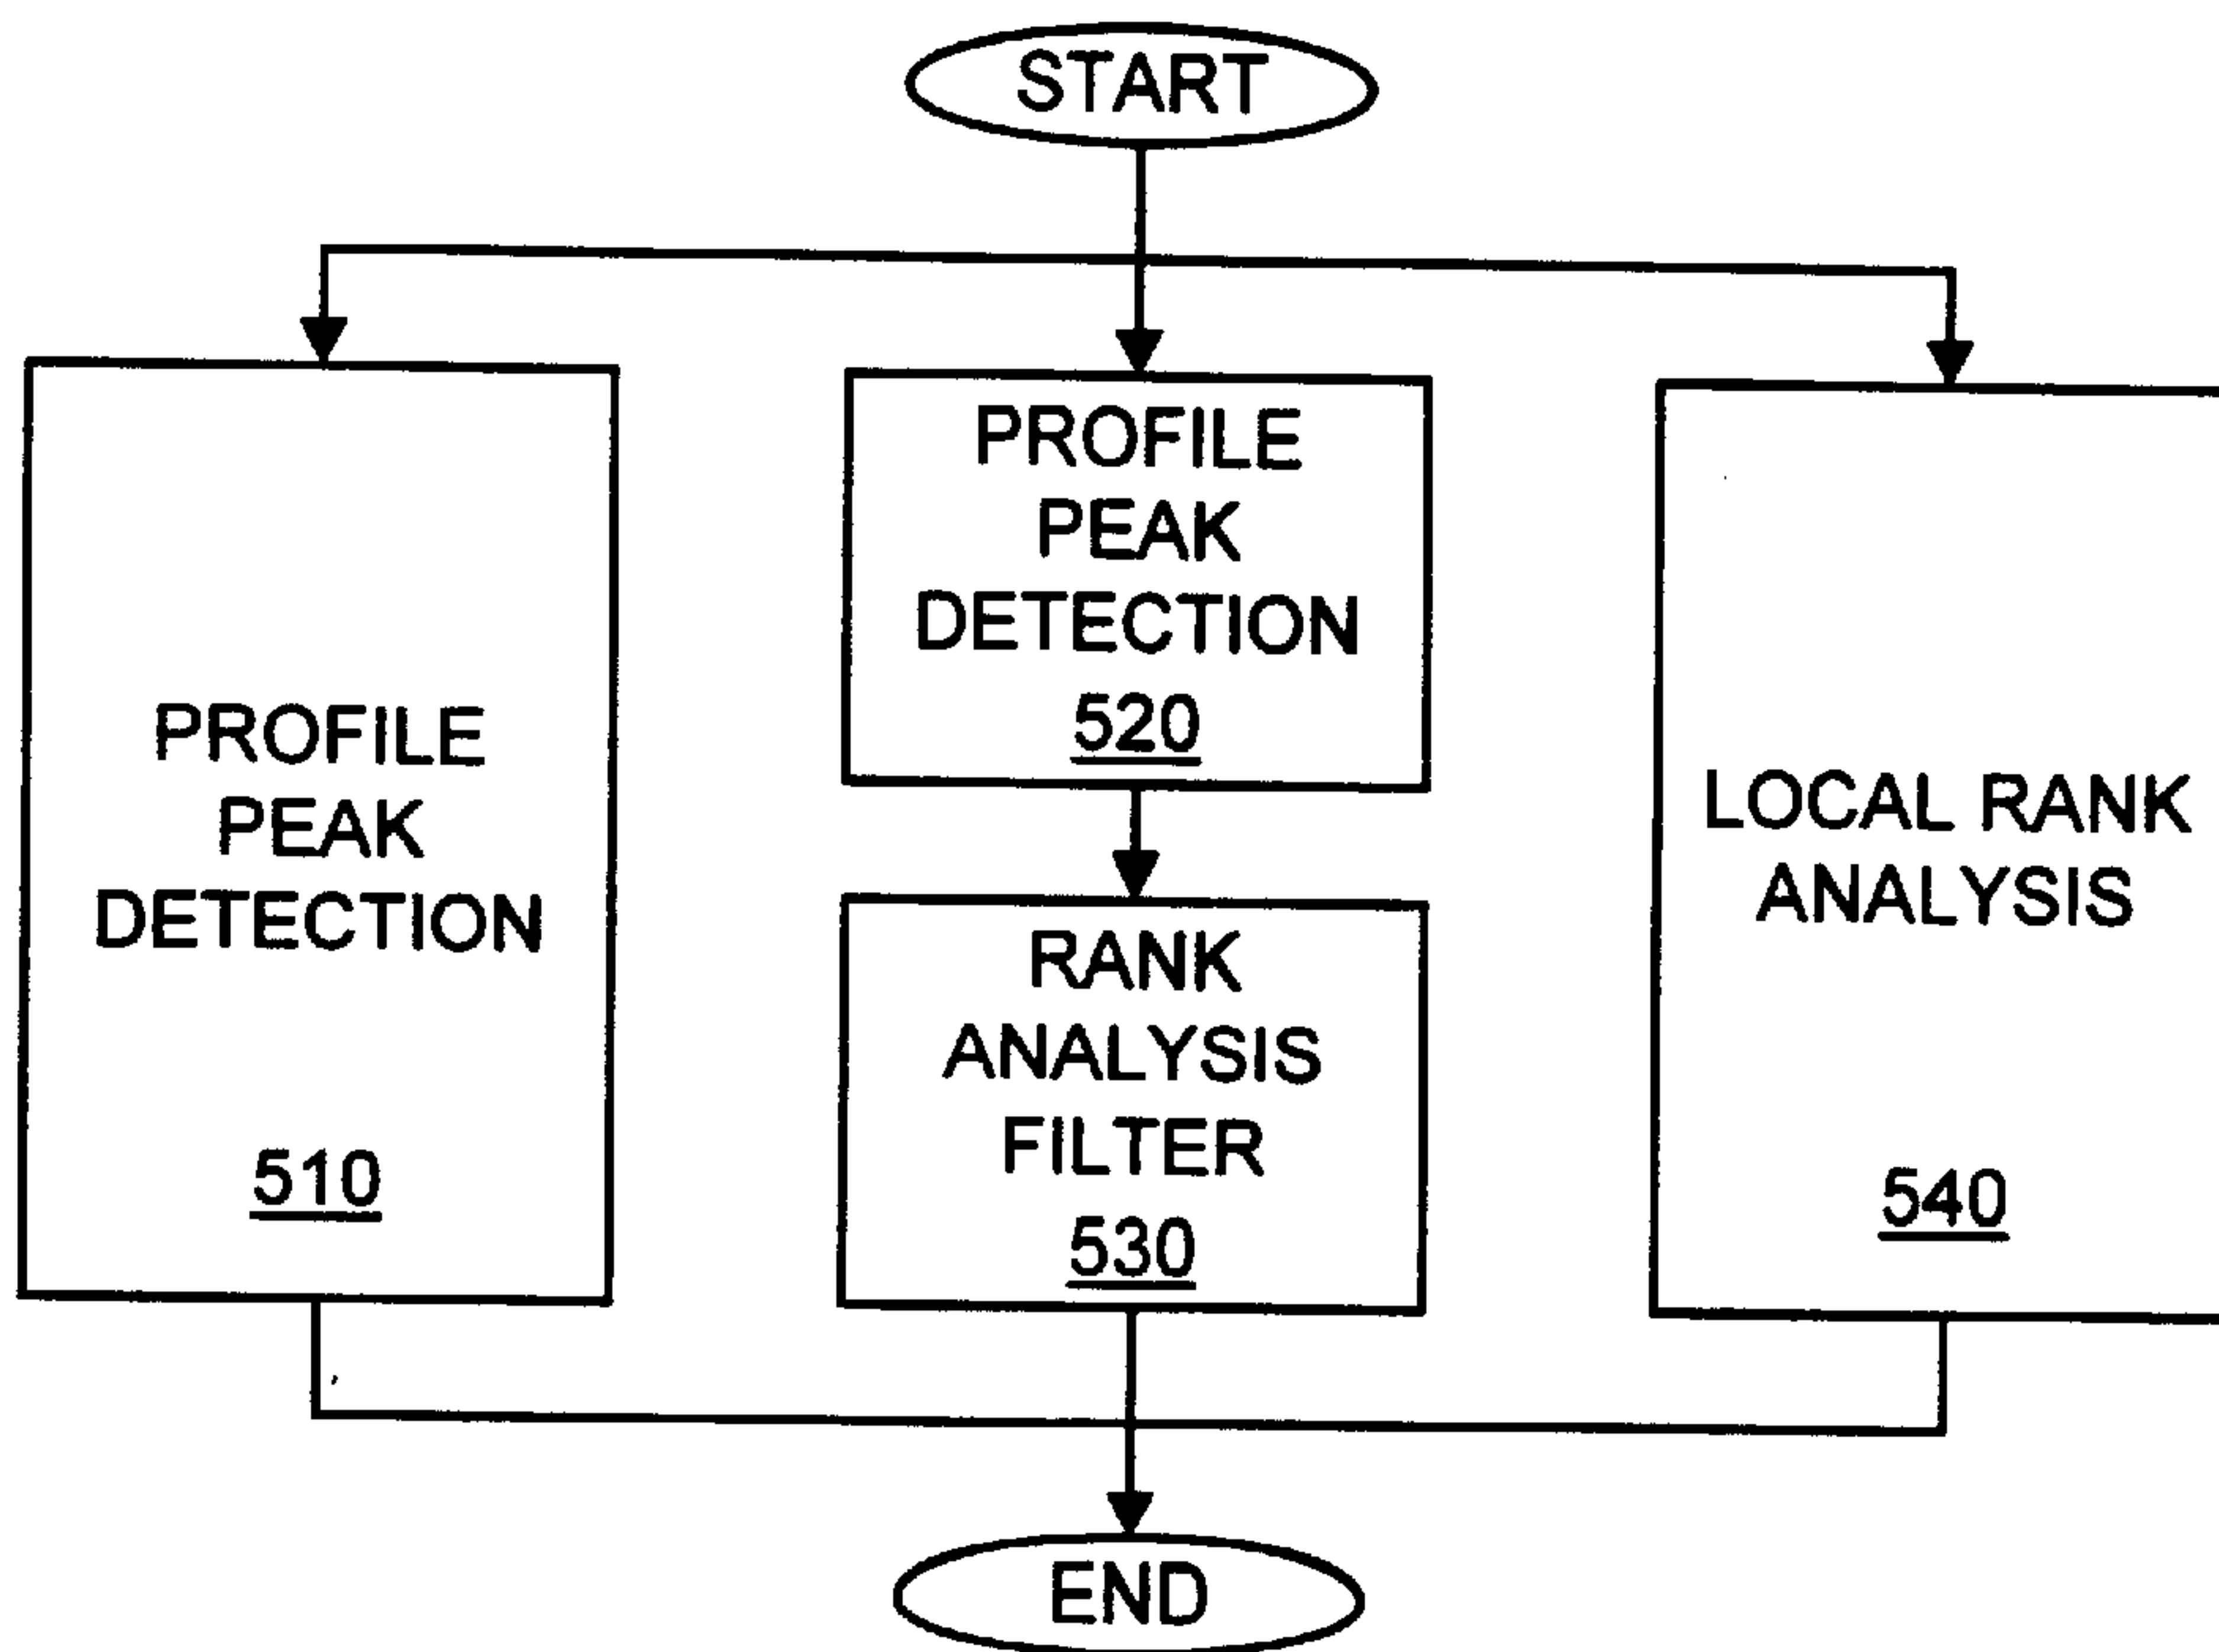 START
PROFILE
PEAK
DETECTION
510
PROFILE
PEAK
DETECTION
520
RANK
ANALYSIS
FILTER
530
LOCAL RANK
ANALYSIS
540
END